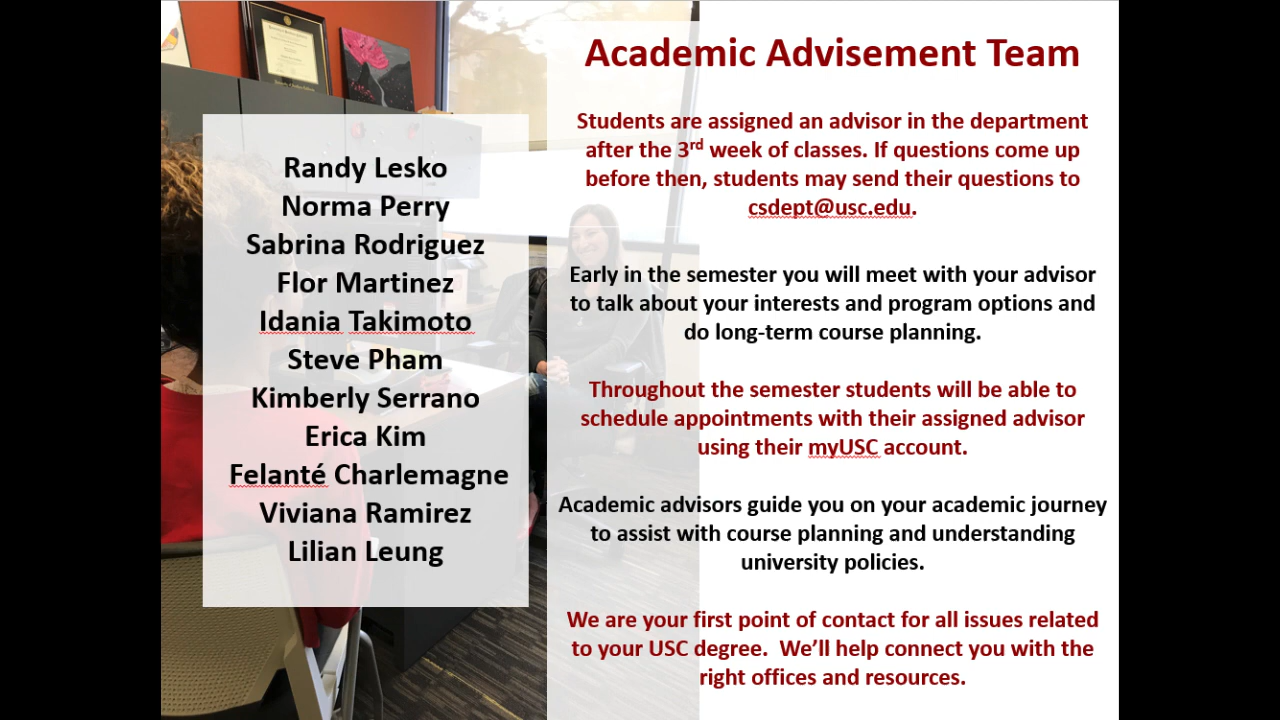 Randy Lesko
Norma Perry
Sabrina Rodriguez
Flor Martinez
Idania Takimoto
Steve Pham
Kimberly Serrano
Erica Kim
Felanté Charlemagne
Viviana Ramirez
Lilian Leung
Academic Advisement Team
Students are assigned an advisor in the department
after the 3rd week of classes. If questions come up
before then, students may send their questions to
csdept@usc.edu.
Early in the semester you will meet with your advisor
to talk about your interests and program options and
do long-term course planning.
Throughout the semester students will be able to
schedule appointments with their assigned advisor
using their myUSC account.
Academic advisors guide you on your academic journey
to assist with course planning and understanding
university policies.
We are your first point of contact for all issues related
to your USC degree.  We’ll help connect you with the
right offices and resources.